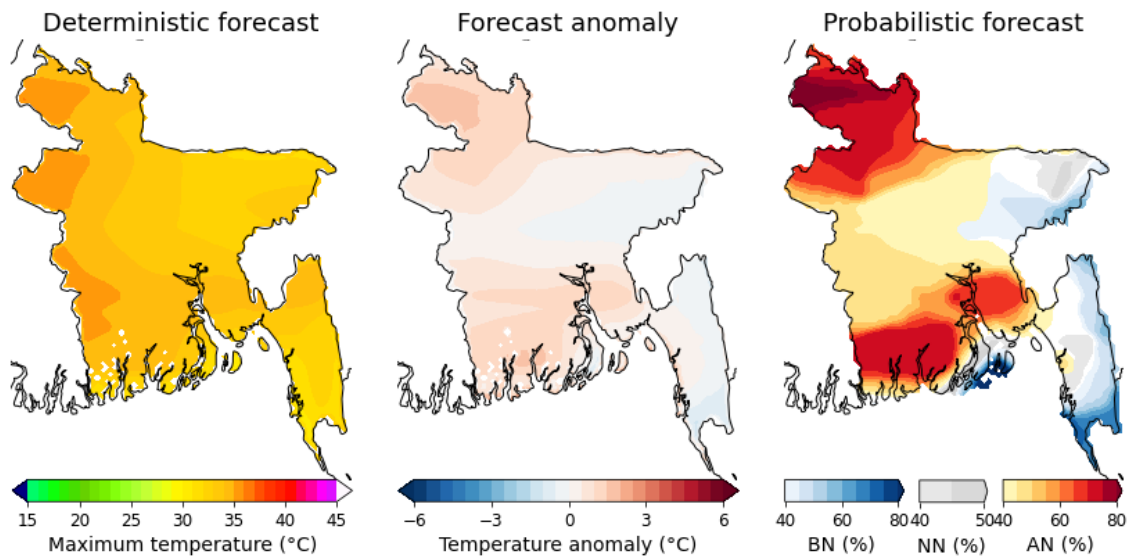 Deterministic forecast
Forecast anomaly
Probabilistic forecast
15 20 25 30 35 40 45
−6 −3 0 3 6
40 60 80 40 50 40 60 80
Maximum temperature (°C)
Temperature anomaly (°C)
BN (%) NN (%) AN (%)